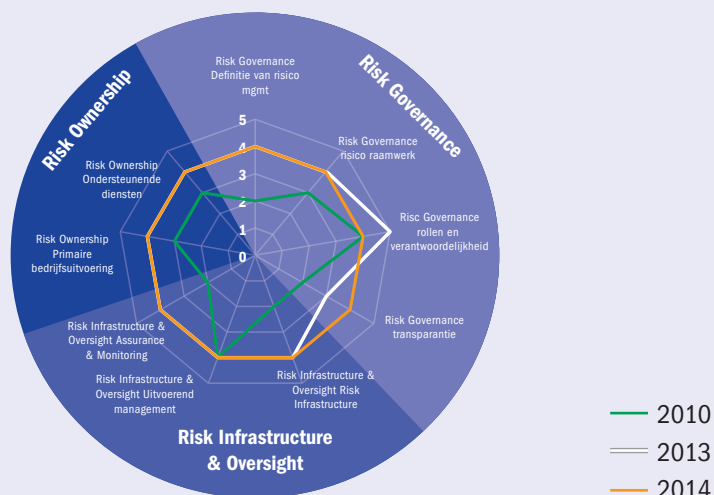 Risk Governance
Definitie van risico
mgmt
Risk Governance
Risk Ownership
5
4
3
2
1
0
Risk Governance
risico raamwerk
Risc Governance
rollen en
verantwoordelijkheid
Risk Governance
transparantie
Risk Infrastructure &
Oversight Risk
Infrastructure
Risk Infrastructure &
Oversight Uitvoerend
management
Risk Infrastructure &
Oversight Assurance
& Monitoring
Risk Ownership
Primaire
bedrijfsuitvoering
Risk Ownership
Ondersteunende
diensten
Risk Infrastructure
& Oversight
2010
2013
2014